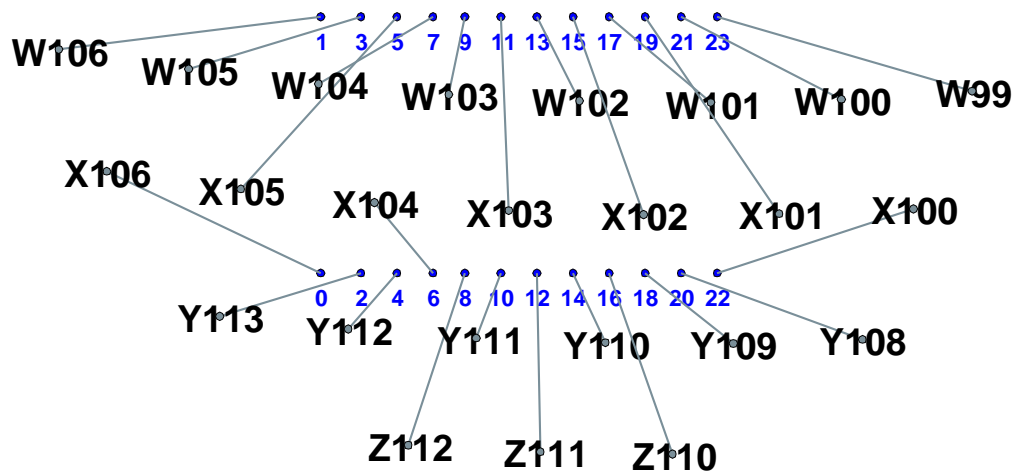 1 3 5 7 9 11 13 15 17 19 21 23
W106 W105 W104 W103 W102 W101 W100 W99
X106 X105 X104 X103 X102 X101 X100
0 2 4 6 8 10 12 14 16 18 20 22
Y113 Y112 Y111 Y110 Y109 Y108
Z112 Z111 Z110